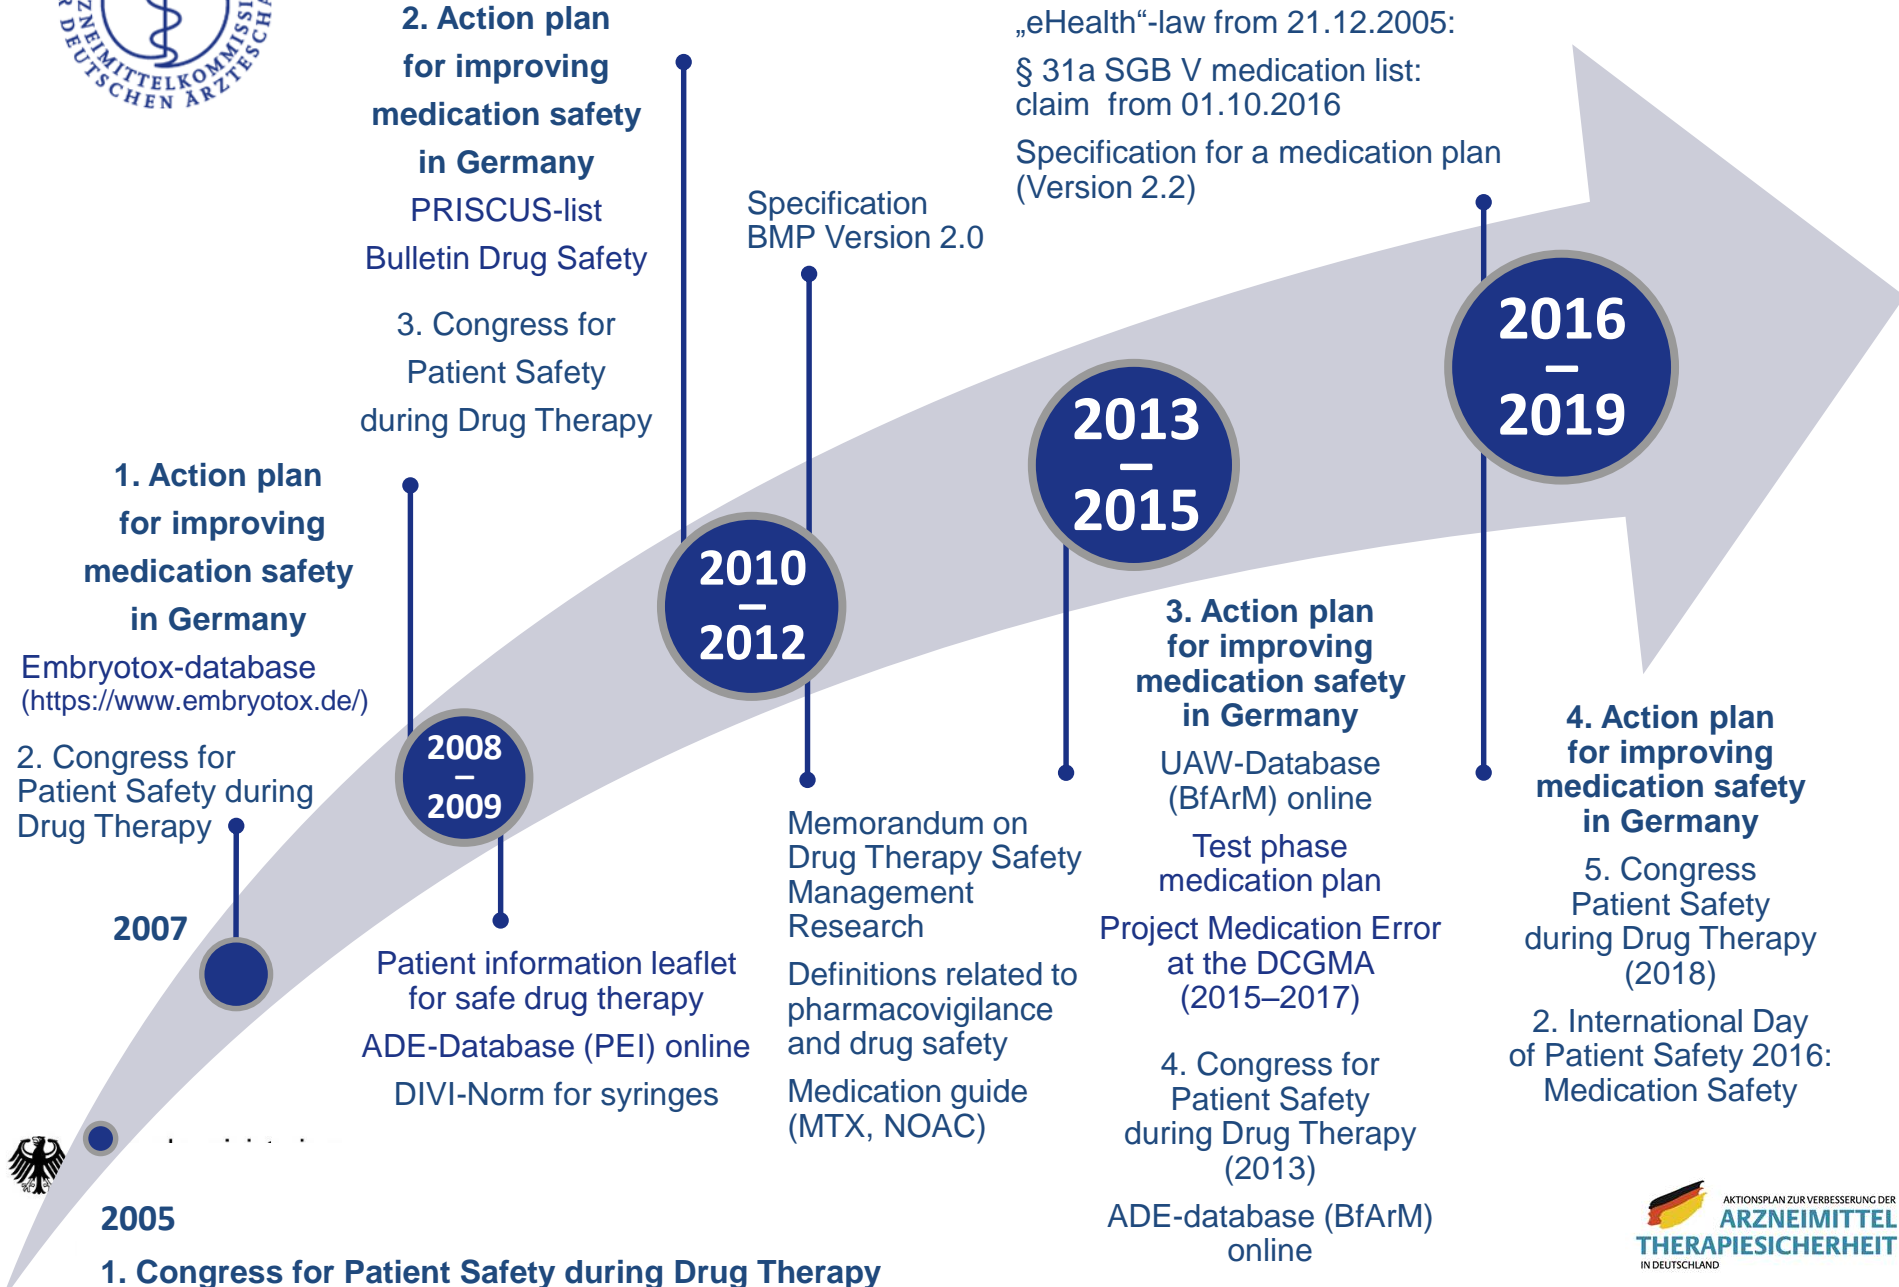 ARZNEIMITTELKOMMISSI
DEUTSCHEN ÄRZTESCHA
2. Action plan
for improving
medication safety
in Germany
PRISCUS-list
Bulletin Drug Safety
3. Congress for
Patient Safety
during Drug Therapy
„eHealth“-law from 21.12.2005:
§ 31a SGB V medication list:
claim from 01.10.2016
Specification for a medication plan
(Version 2.2)
Specification
BMP Version 2.0
1. Action plan
for improving
medication safety
in Germany
Embryotox-database
(https://www.embryotox.de/)
2. Congress for
Patient Safety during
Drug Therapy
2016
–
2019
2013
–
2015
2010
–
2012
2008
–
2009
2007
Patient information leaflet
for safe drug therapy
ADE-Database (PEI) online
DIVI-Norm for syringes
Memorandum on
Drug Therapy Safety
Management
Research
Definitions related to
pharmacovigilance
and drug safety
Medication guide
(MTX, NOAC)
3. Action plan
for improving
medication safety
in Germany
UAW-Database
(BfArM) online
Test phase
medication plan
Project Medication Error
at the DCGMA
(2015–2017)
4. Congress for
Patient Safety
during Drug Therapy
(2013)
ADE-database (BfArM)
online
4. Action plan
for improving
medication safety
in Germany
5. Congress
Patient Safety
during Drug Therapy
(2018)
2. International Day
of Patient Safety 2016:
Medication Safety
2005
1. Congress for Patient Safety during Drug Therapy
AKTIONSPLAN ZUR VERBESSERUNG DER
ARZNEIMITTEL
THERAPIESICHERHEIT
IN DEUTSCHLAND